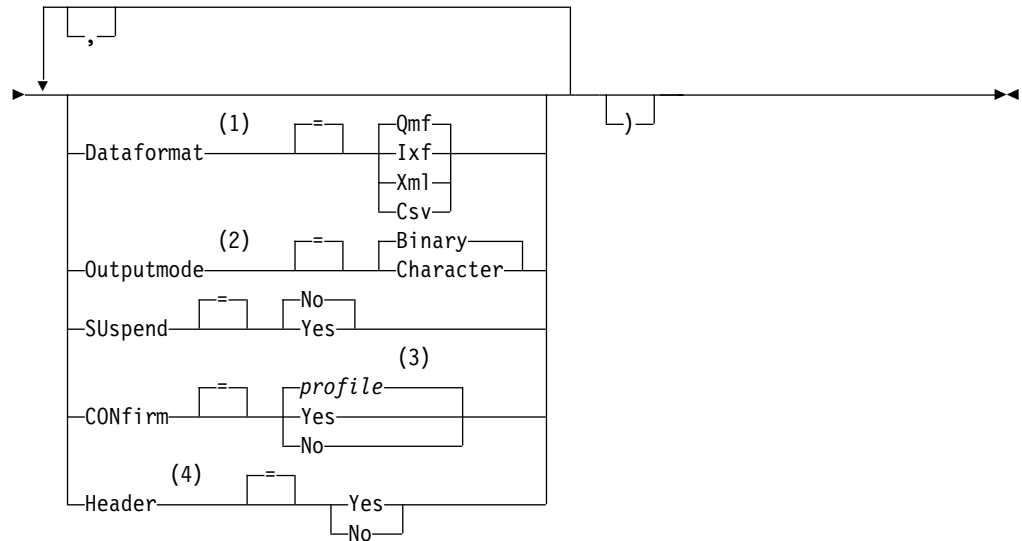 ,
(1) = Qmf
Dataformat Ixf )
Xml
Csv
(2) = Binary
Outputmode Character
= No
SUspend Yes
(3)
= profile
CONfirm Yes
No
(4) =
Header Yes
No